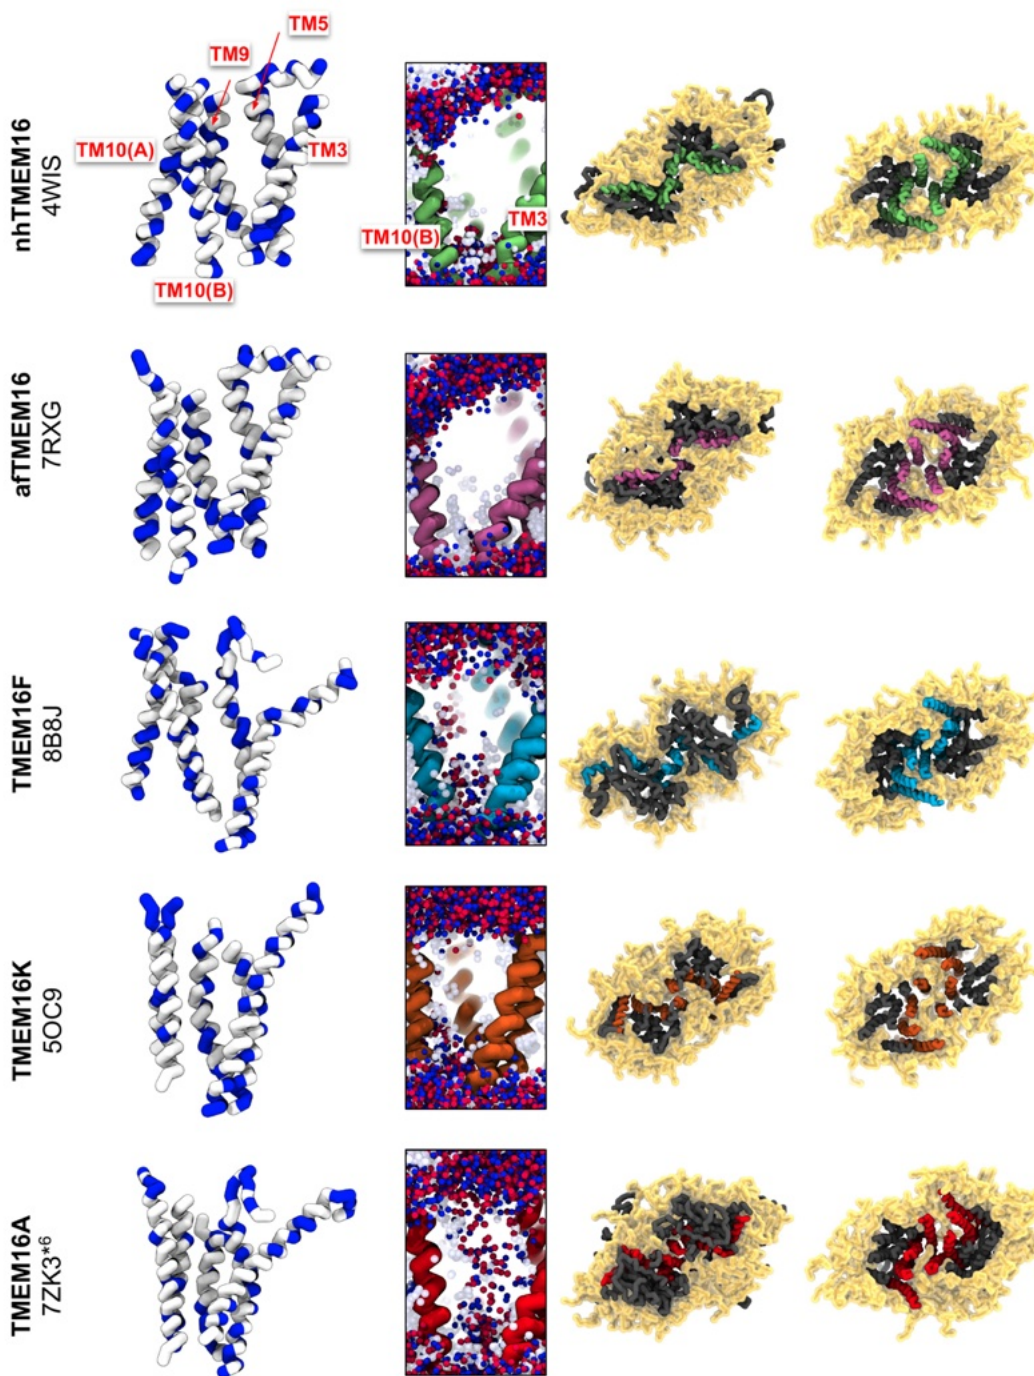 TM5
TM9
TM10(A)
TM3
TM10(B)
TM10(B)
TM3
nhTMEM16
4WIS
afTMEM16
7RXG
TMEM16F
8B8J
TMEM16K
5OC9
TMEM16A
7ZK3*6